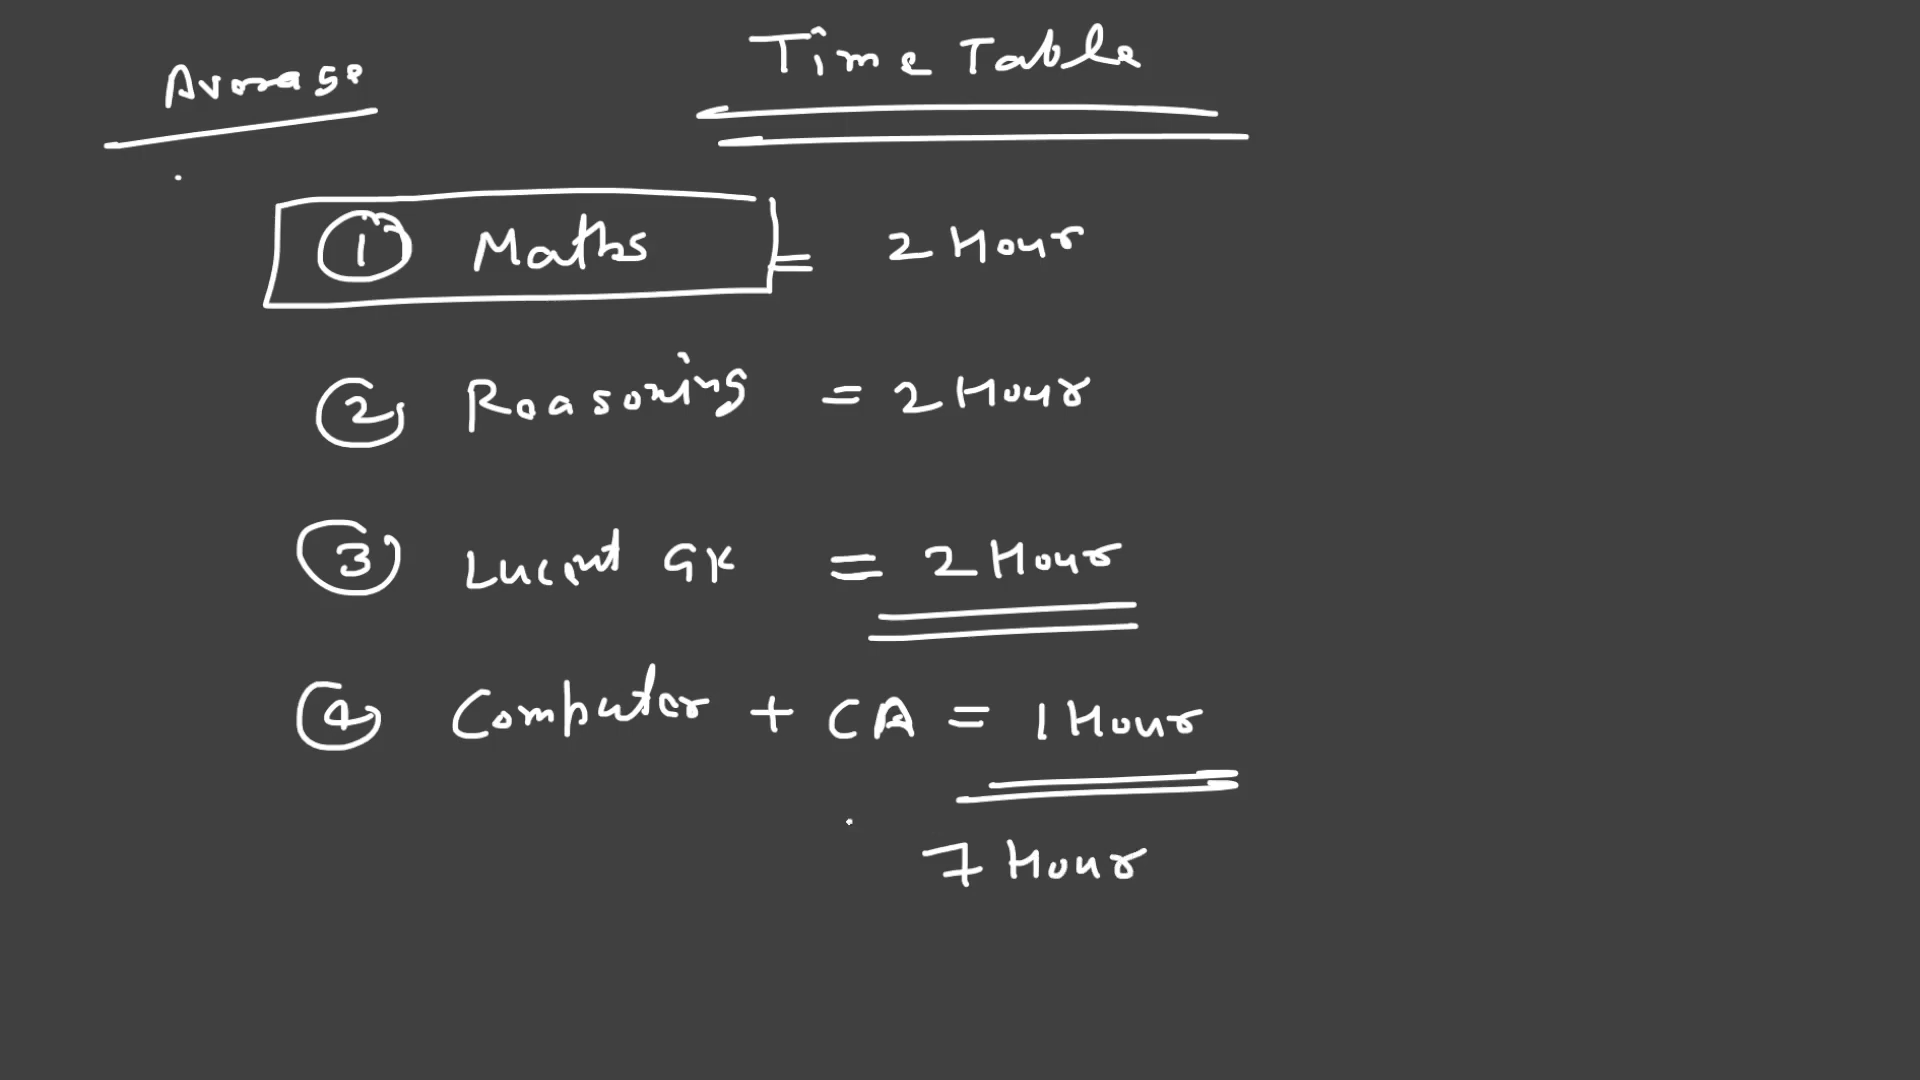 Time Table
Average
1 Maths = 2 Hour
2 Reasoning = 2 Hour
3 Lucent GK = 2 Hour
4 Computer + CA = 1 Hour
7 Hour